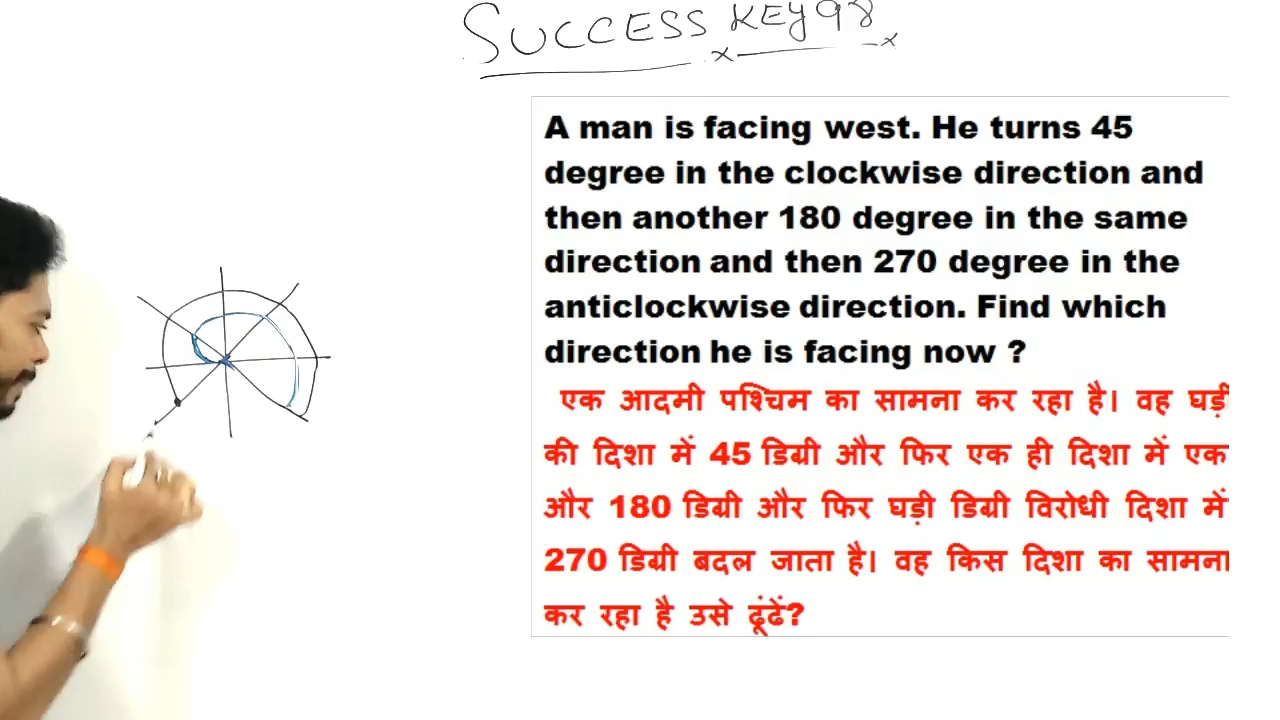 SUCCESS KEY98
A man is facing west. He turns 45
degree in the clockwise direction and
then another 180 degree in the same
direction and then 270 degree in the
anticlockwise direction. Find which
direction he is facing now ?
एक आदमी पश्चिम का सामना कर रहा है। वह घड़ी
की दिशा में 45 डिग्री और फिर एक ही दिशा में एक
और 180 डिग्री और फिर घड़ी डिग्री विरोधी दिशा में
270 डिग्री बदल जाता है। वह किस दिशा का सामना
कर रहा है उसे ढूंढें?